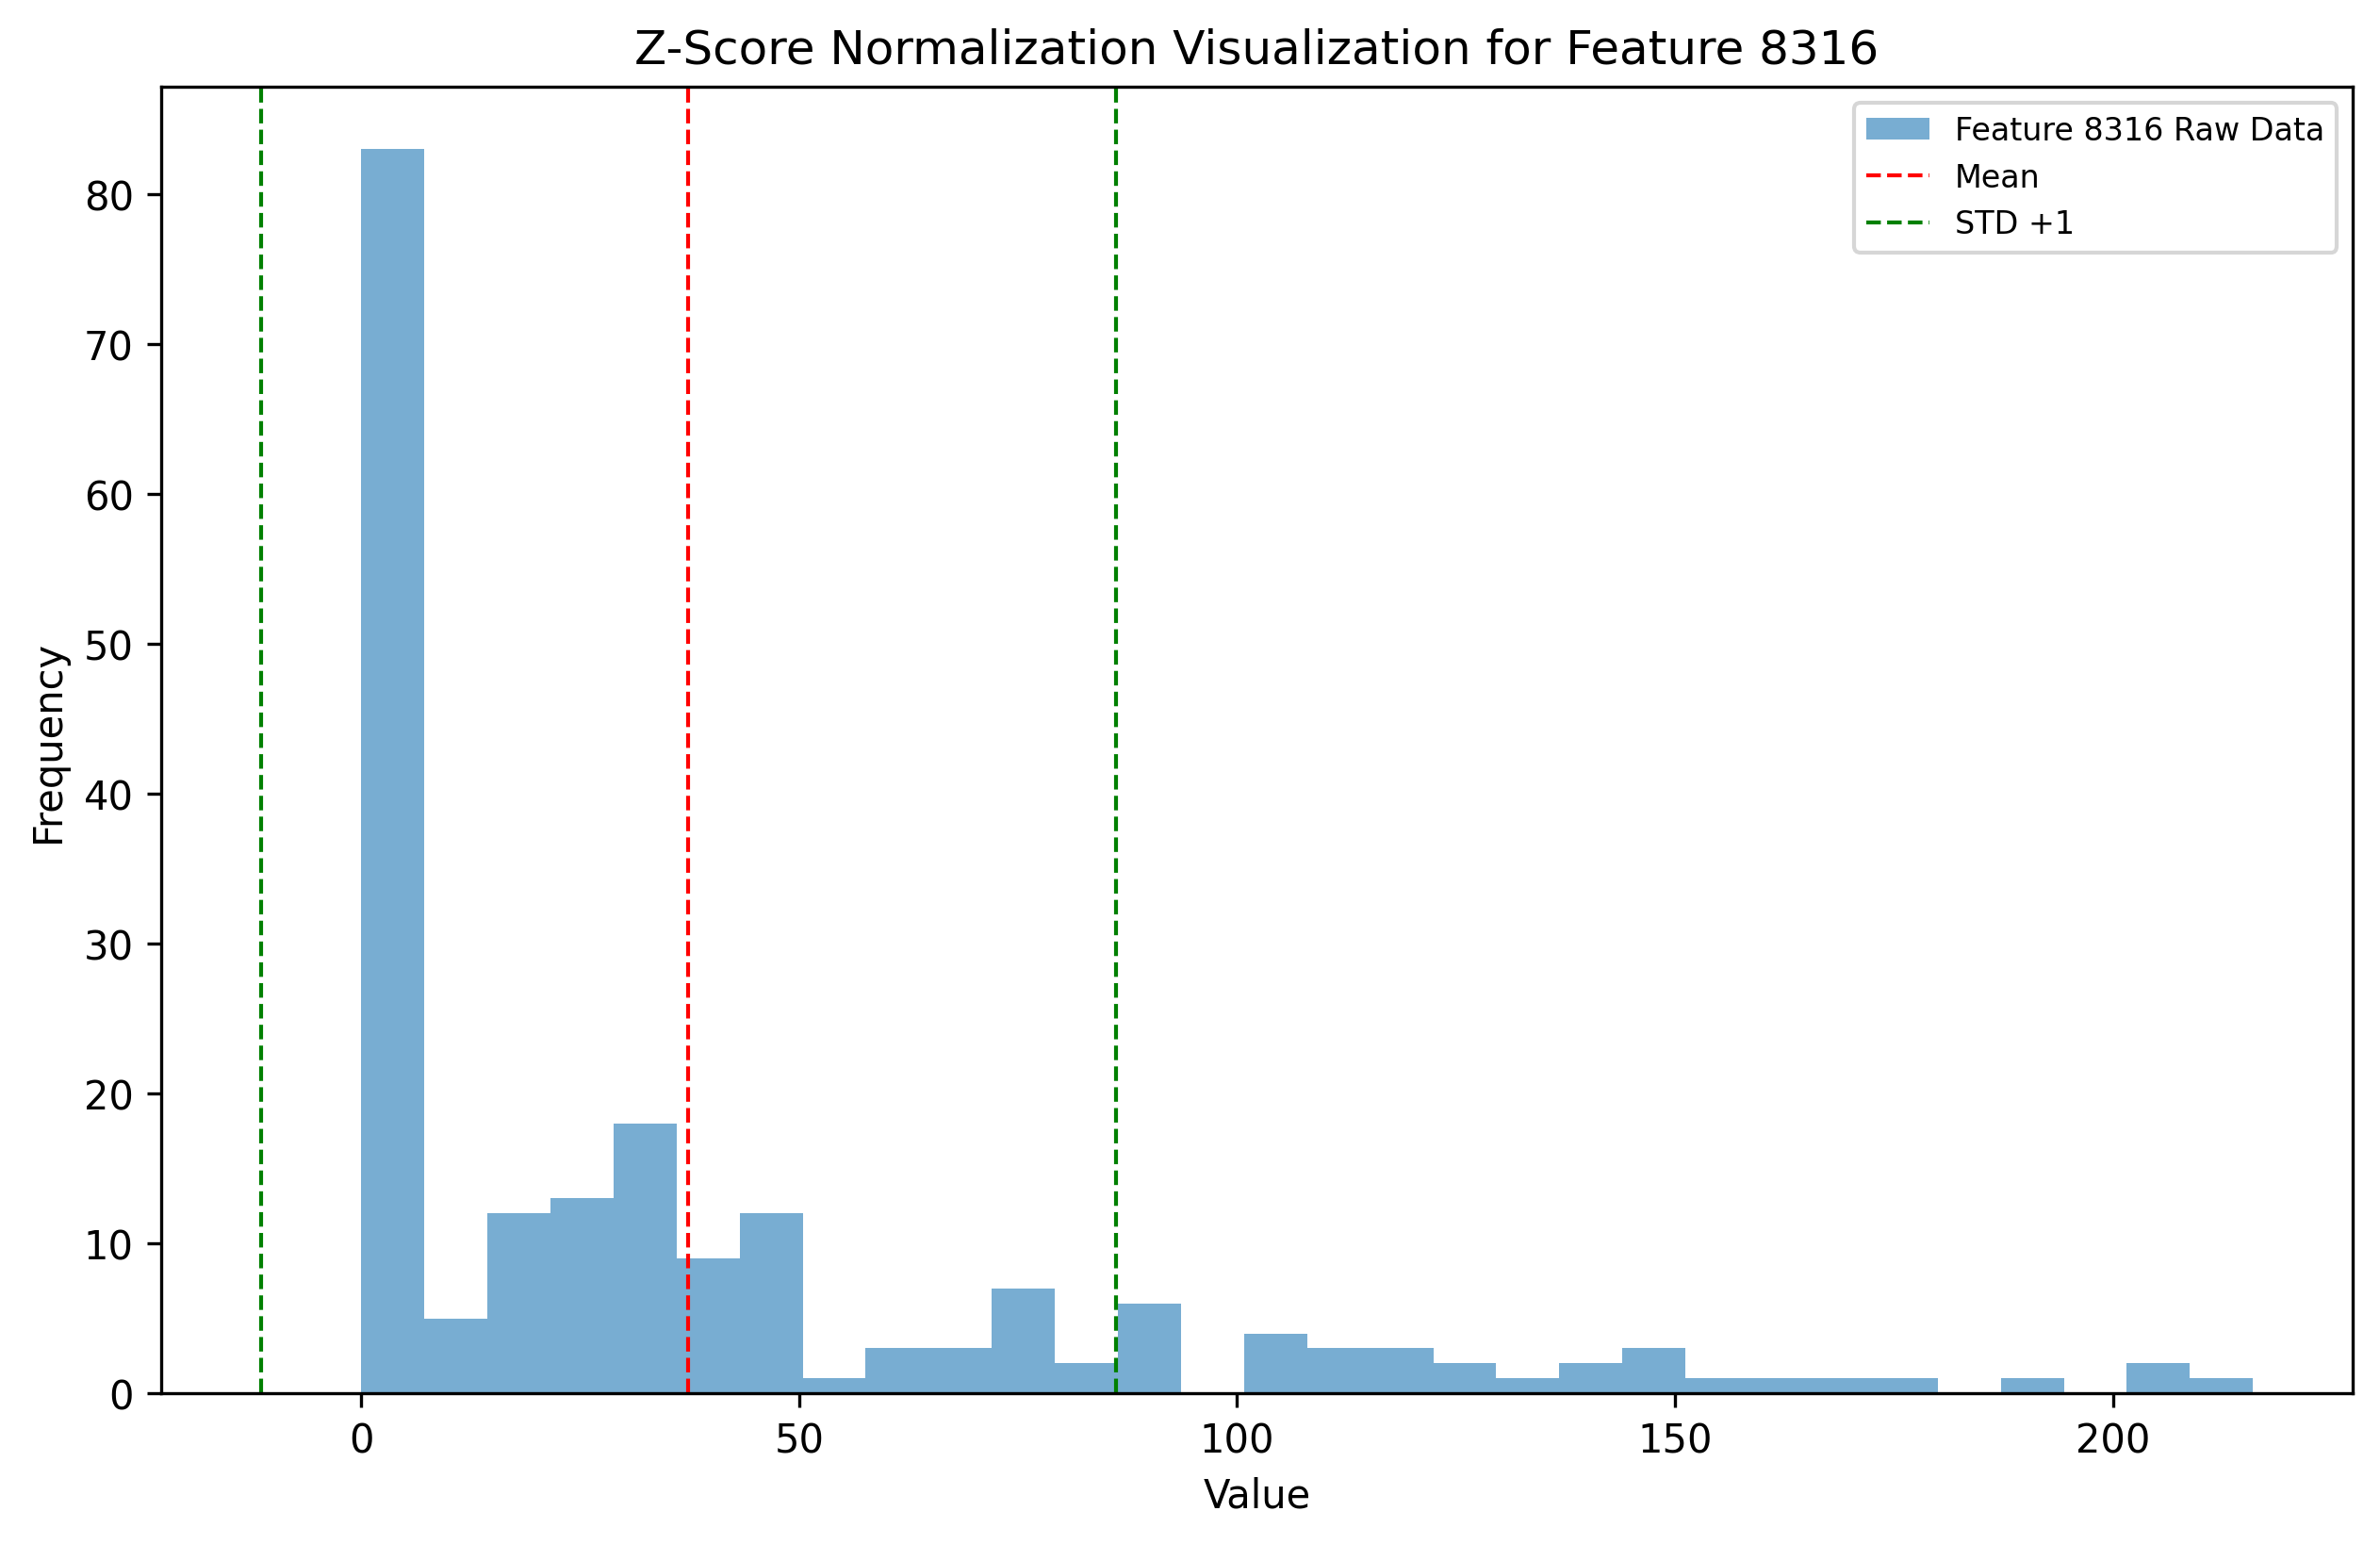 Z-Score Normalization Visualization for Feature 8316
Feature 8316 Raw Data
Mean
STD +1
80
70
60
50
40
30
20
10
0
Frequency
0 50 100 150 200
Value